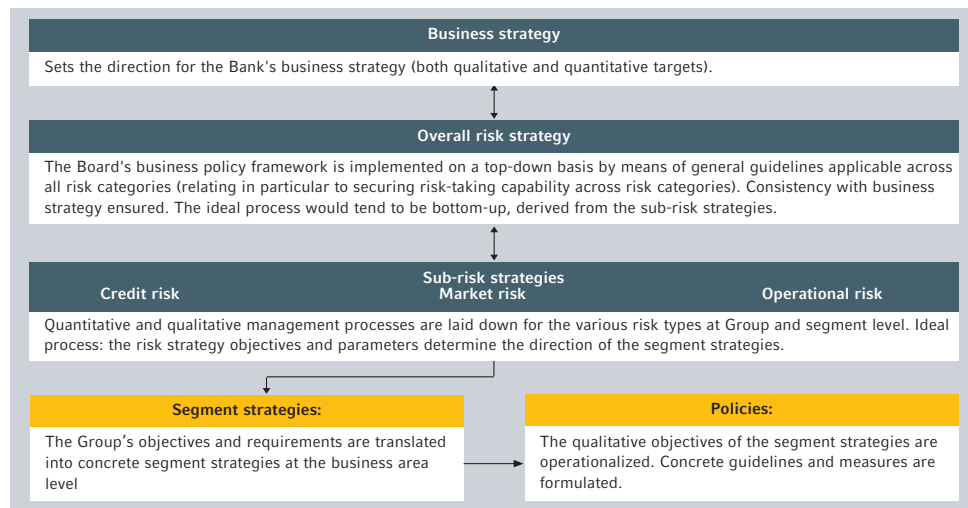 Business strategy
Sets the direction for the Bank's business strategy (both qualitative and quantitative targets).
Overall risk strategy
The Board's business policy framework is implemented on a top-down basis by means of general guidelines applicable across
all risk categories (relating in particular to securing risk-taking capability across risk categories). Consistency with business
strategy ensured. The ideal process would tend to be bottom-up, derived from the sub-risk strategies.
Sub-risk strategies
Credit risk Market risk Operational risk
Quantitative and qualitative management processes are laid down for the various risk types at Group and segment level. Ideal
process: the risk strategy objectives and parameters determine the direction of the segment strategies.
Segment strategies:
The Group's objectives and requirements are translated
into concrete segment strategies at the business area
level
Policies:
The qualitative objectives of the segment strategies are
operationalized. Concrete guidelines and measures are
formulated.